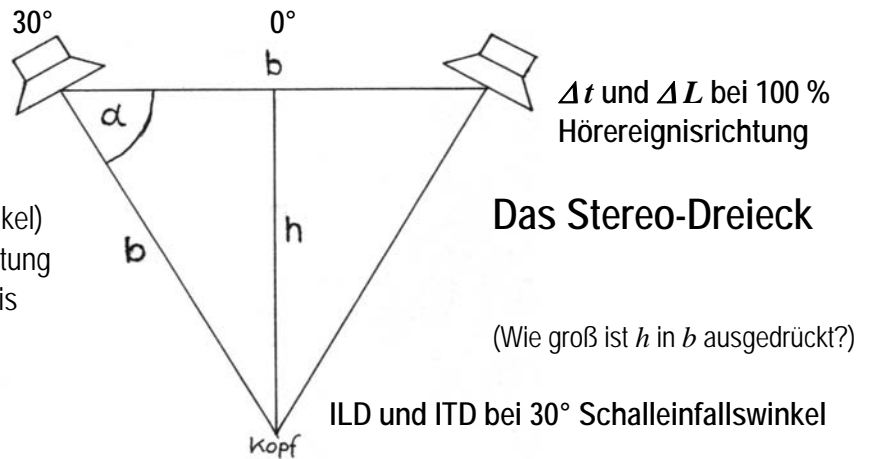 30° 0°
b
Δt und ΔL bei 100 %
Hörereignisrichtung
α
Das Stereo-Dreieck
kel)
tung
is
b
h
(Wie groß ist h in b ausgedrückt?)
ILD und ITD bei 30° Schalleinfallswinkel
Kopf